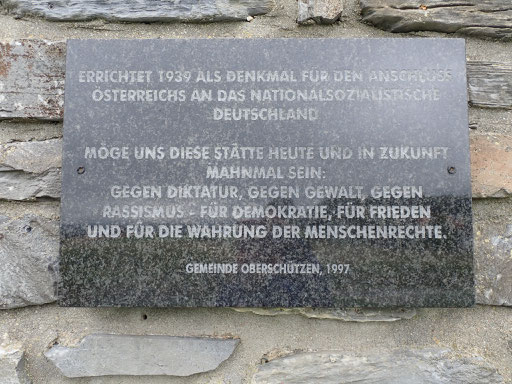 ERRICHTET 1939 ALS DENKMAL FÜR DEN ANSCHLUSS
ÖSTERREICHS AN DAS NATIONALSOZIALISTISCHE
DEUTSCHLAND
MÖGE UNS DIESE STÄTTE HEUTE UND IN ZUKUNFT
MAHNMAL SEIN:
GEGEN DIKTATUR, GEGEN GEWALT, GEGEN
RASSISMUS - FÜR DEMOKRATIE, FÜR FRIEDEN
UND FÜR DIE WAHRUNG DER MENSCHENRECHTE.
GEMEINDE OBERSCHÜTZEN, 1997